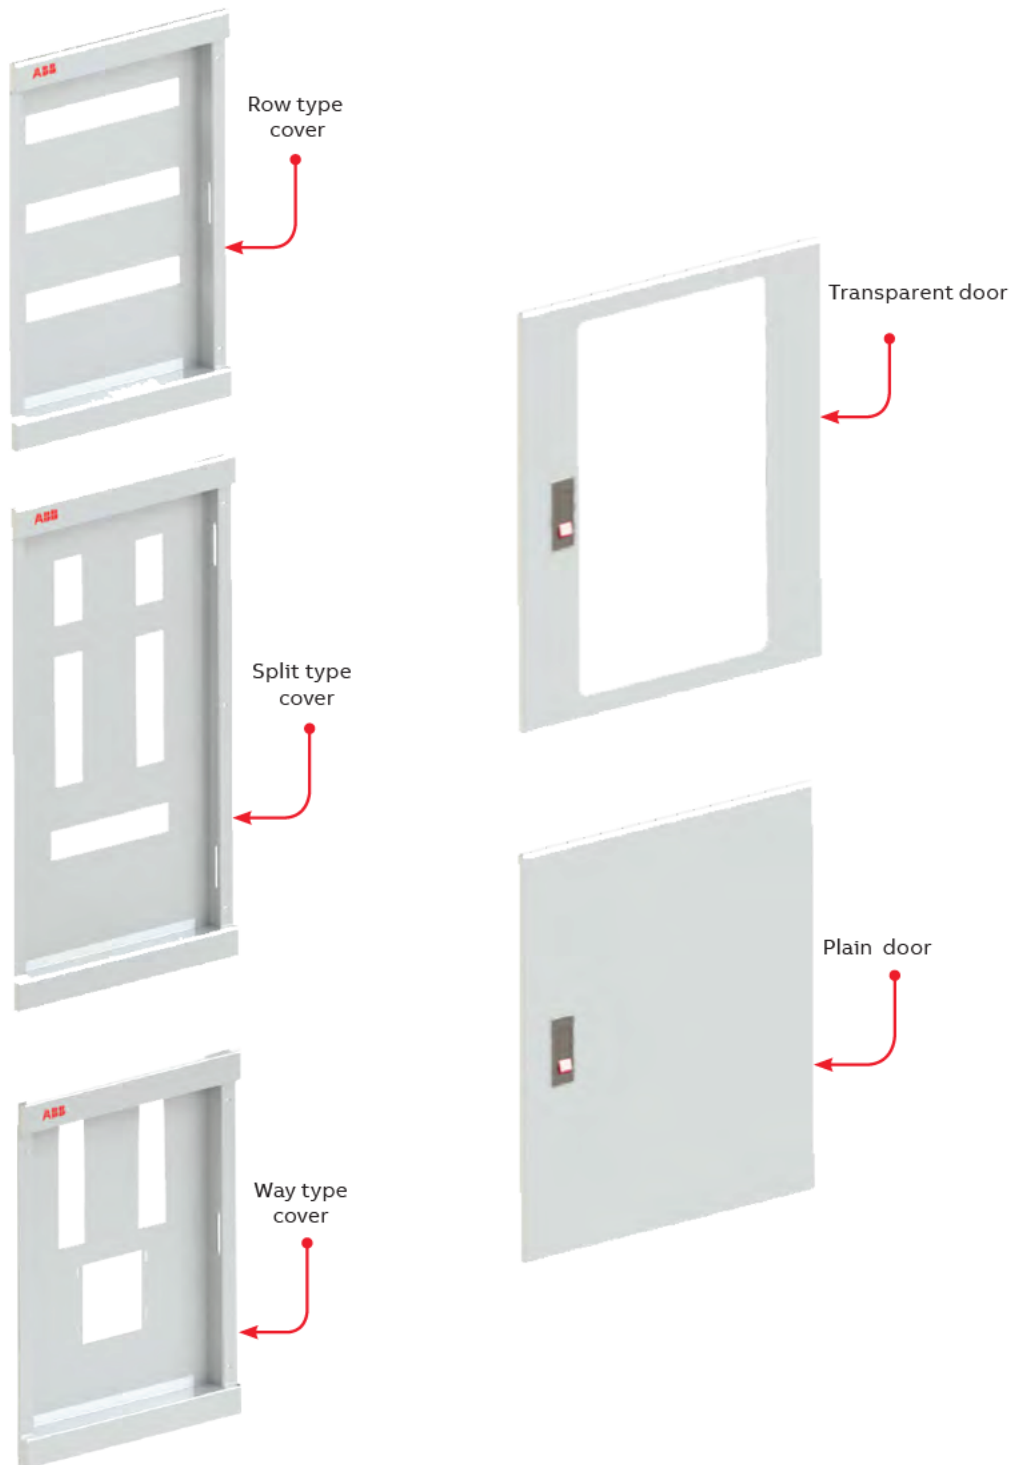 ABB
Row type
cover
Transparent door
ABB
Split type
cover
Plain door
ABB
Way type
cover